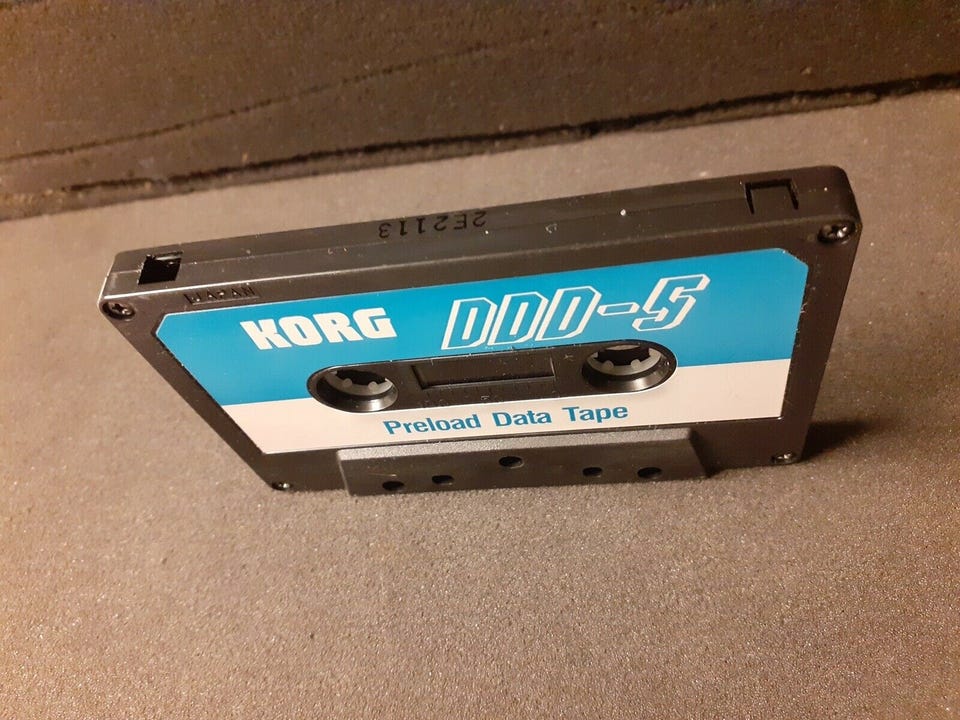 2E2113
JAPAN
KORG DDD-5
Preload Data Tape